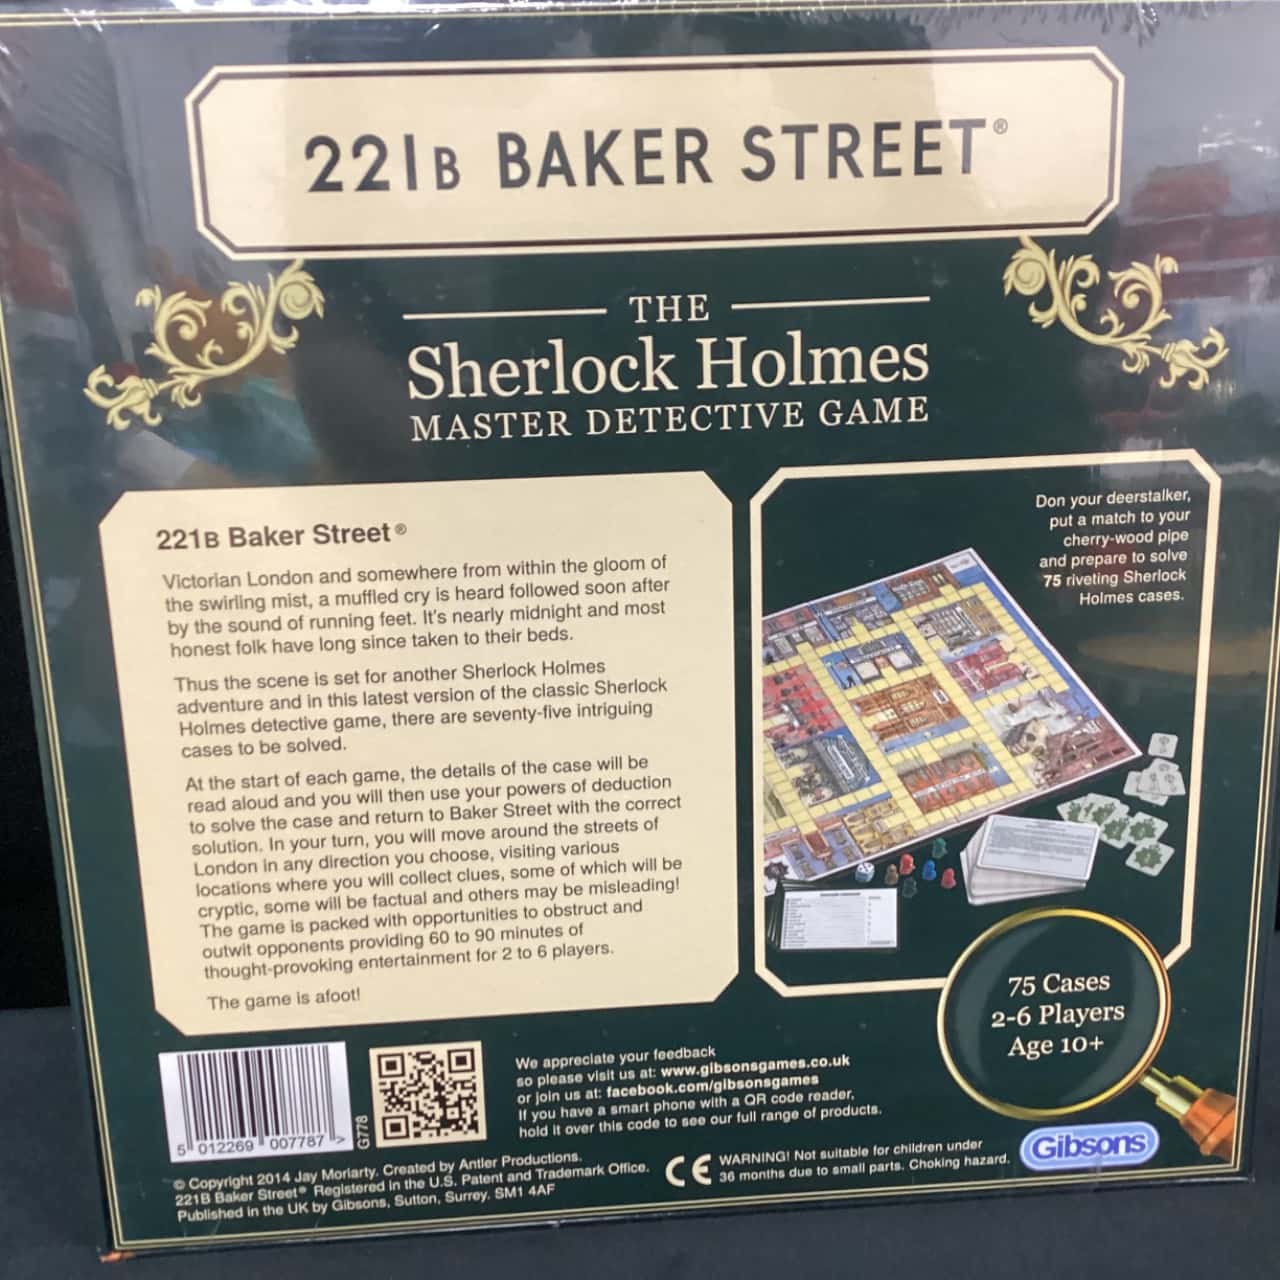 221B BAKER STREET®
THE
Sherlock Holmes
MASTER DETECTIVE GAME
221B Baker Street®
Victorian London and somewhere from within the gloom of
the swirling mist, a muffled cry is heard followed soon after
by the sound of running feet. It's nearly midnight and most
honest folk have long since taken to their beds.
Thus the scene is set for another Sherlock Holmes
adventure and in this latest version of the classic Sherlock
Holmes detective game, there are seventy-five intriguing
cases to be solved.
At the start of each game, the details of the case will be
read aloud and you will then use your powers of deduction
to solve the case and return to Baker Street with the correct
solution. In your turn, you will move around the streets of
London in any direction you choose, visiting various
locations where you will collect clues, some of which will be
cryptic, some will be factual and others may be misleading!
The game is packed with opportunities to obstruct and
outwit opponents providing 60 to 90 minutes of
thought-provoking entertainment for 2 to 6 players.
The game is afoot!
Don your deerstalker,
put a match to your
cherry-wood pipe
and prepare to solve
75 riveting Sherlock
Holmes cases.
75 Cases
2-6 Players
Age 10+
5 012269 007787 >
G778
We appreciate your feedback
so please visit us at: www.gibsonsgames.co.uk
or join us at: facebook.com/gibsonsgames
If you have a smart phone with a QR code reader,
hold it over this code to see our full range of products.
© Copyright 2014 Jay Moriarty. Created by Antler Productions.
221B Baker Street® Registered in the U.S. Patent and Trademark Office.
Published in the UK by Gibsons, Sutton, Surrey. SM1 4AF
CE
WARNING! Not suitable for children under
36 months due to small parts. Choking hazard.
Gibsons